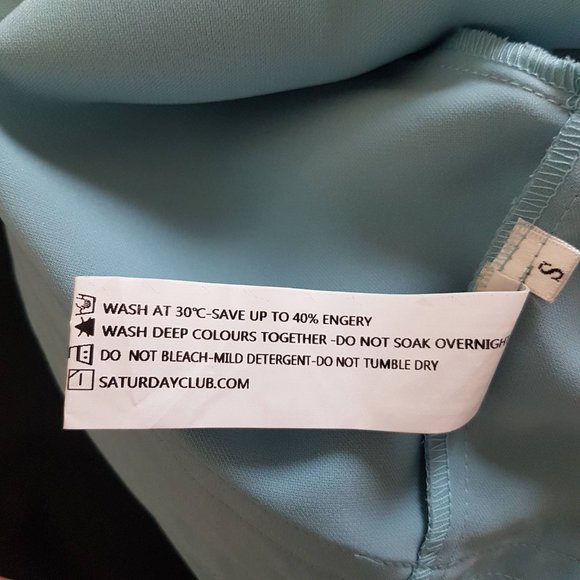 WASH AT 30℃-SAVE UP TO 40% ENGERY
WASH DEEP COLOURS TOGETHER -DO NOT SOAK OVERNIGH
DO NOT BLEACH-MILD DETERGENT-DO NOT TUMBLE DRY
SATURDAYCLUB.COM
S